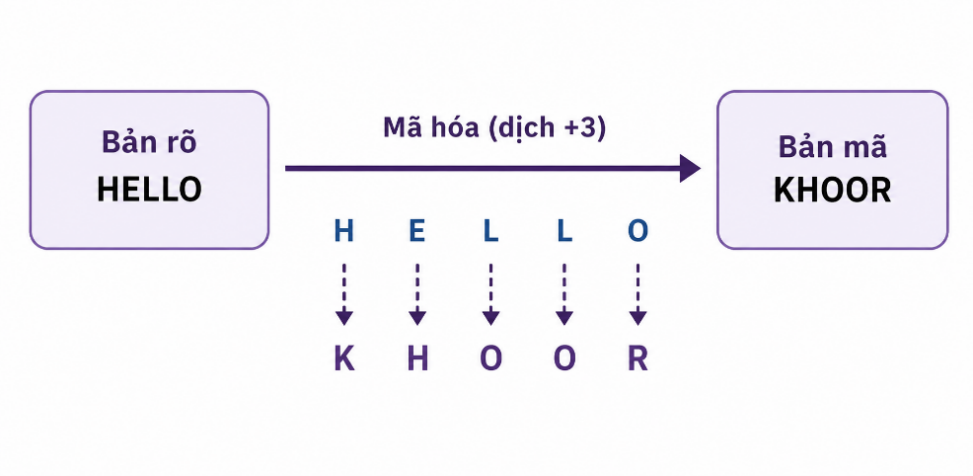 Bản rõ
HELLO
Mã hóa (dịch +3)
Bản mã
KHOOR
H E L L O
K H O O R